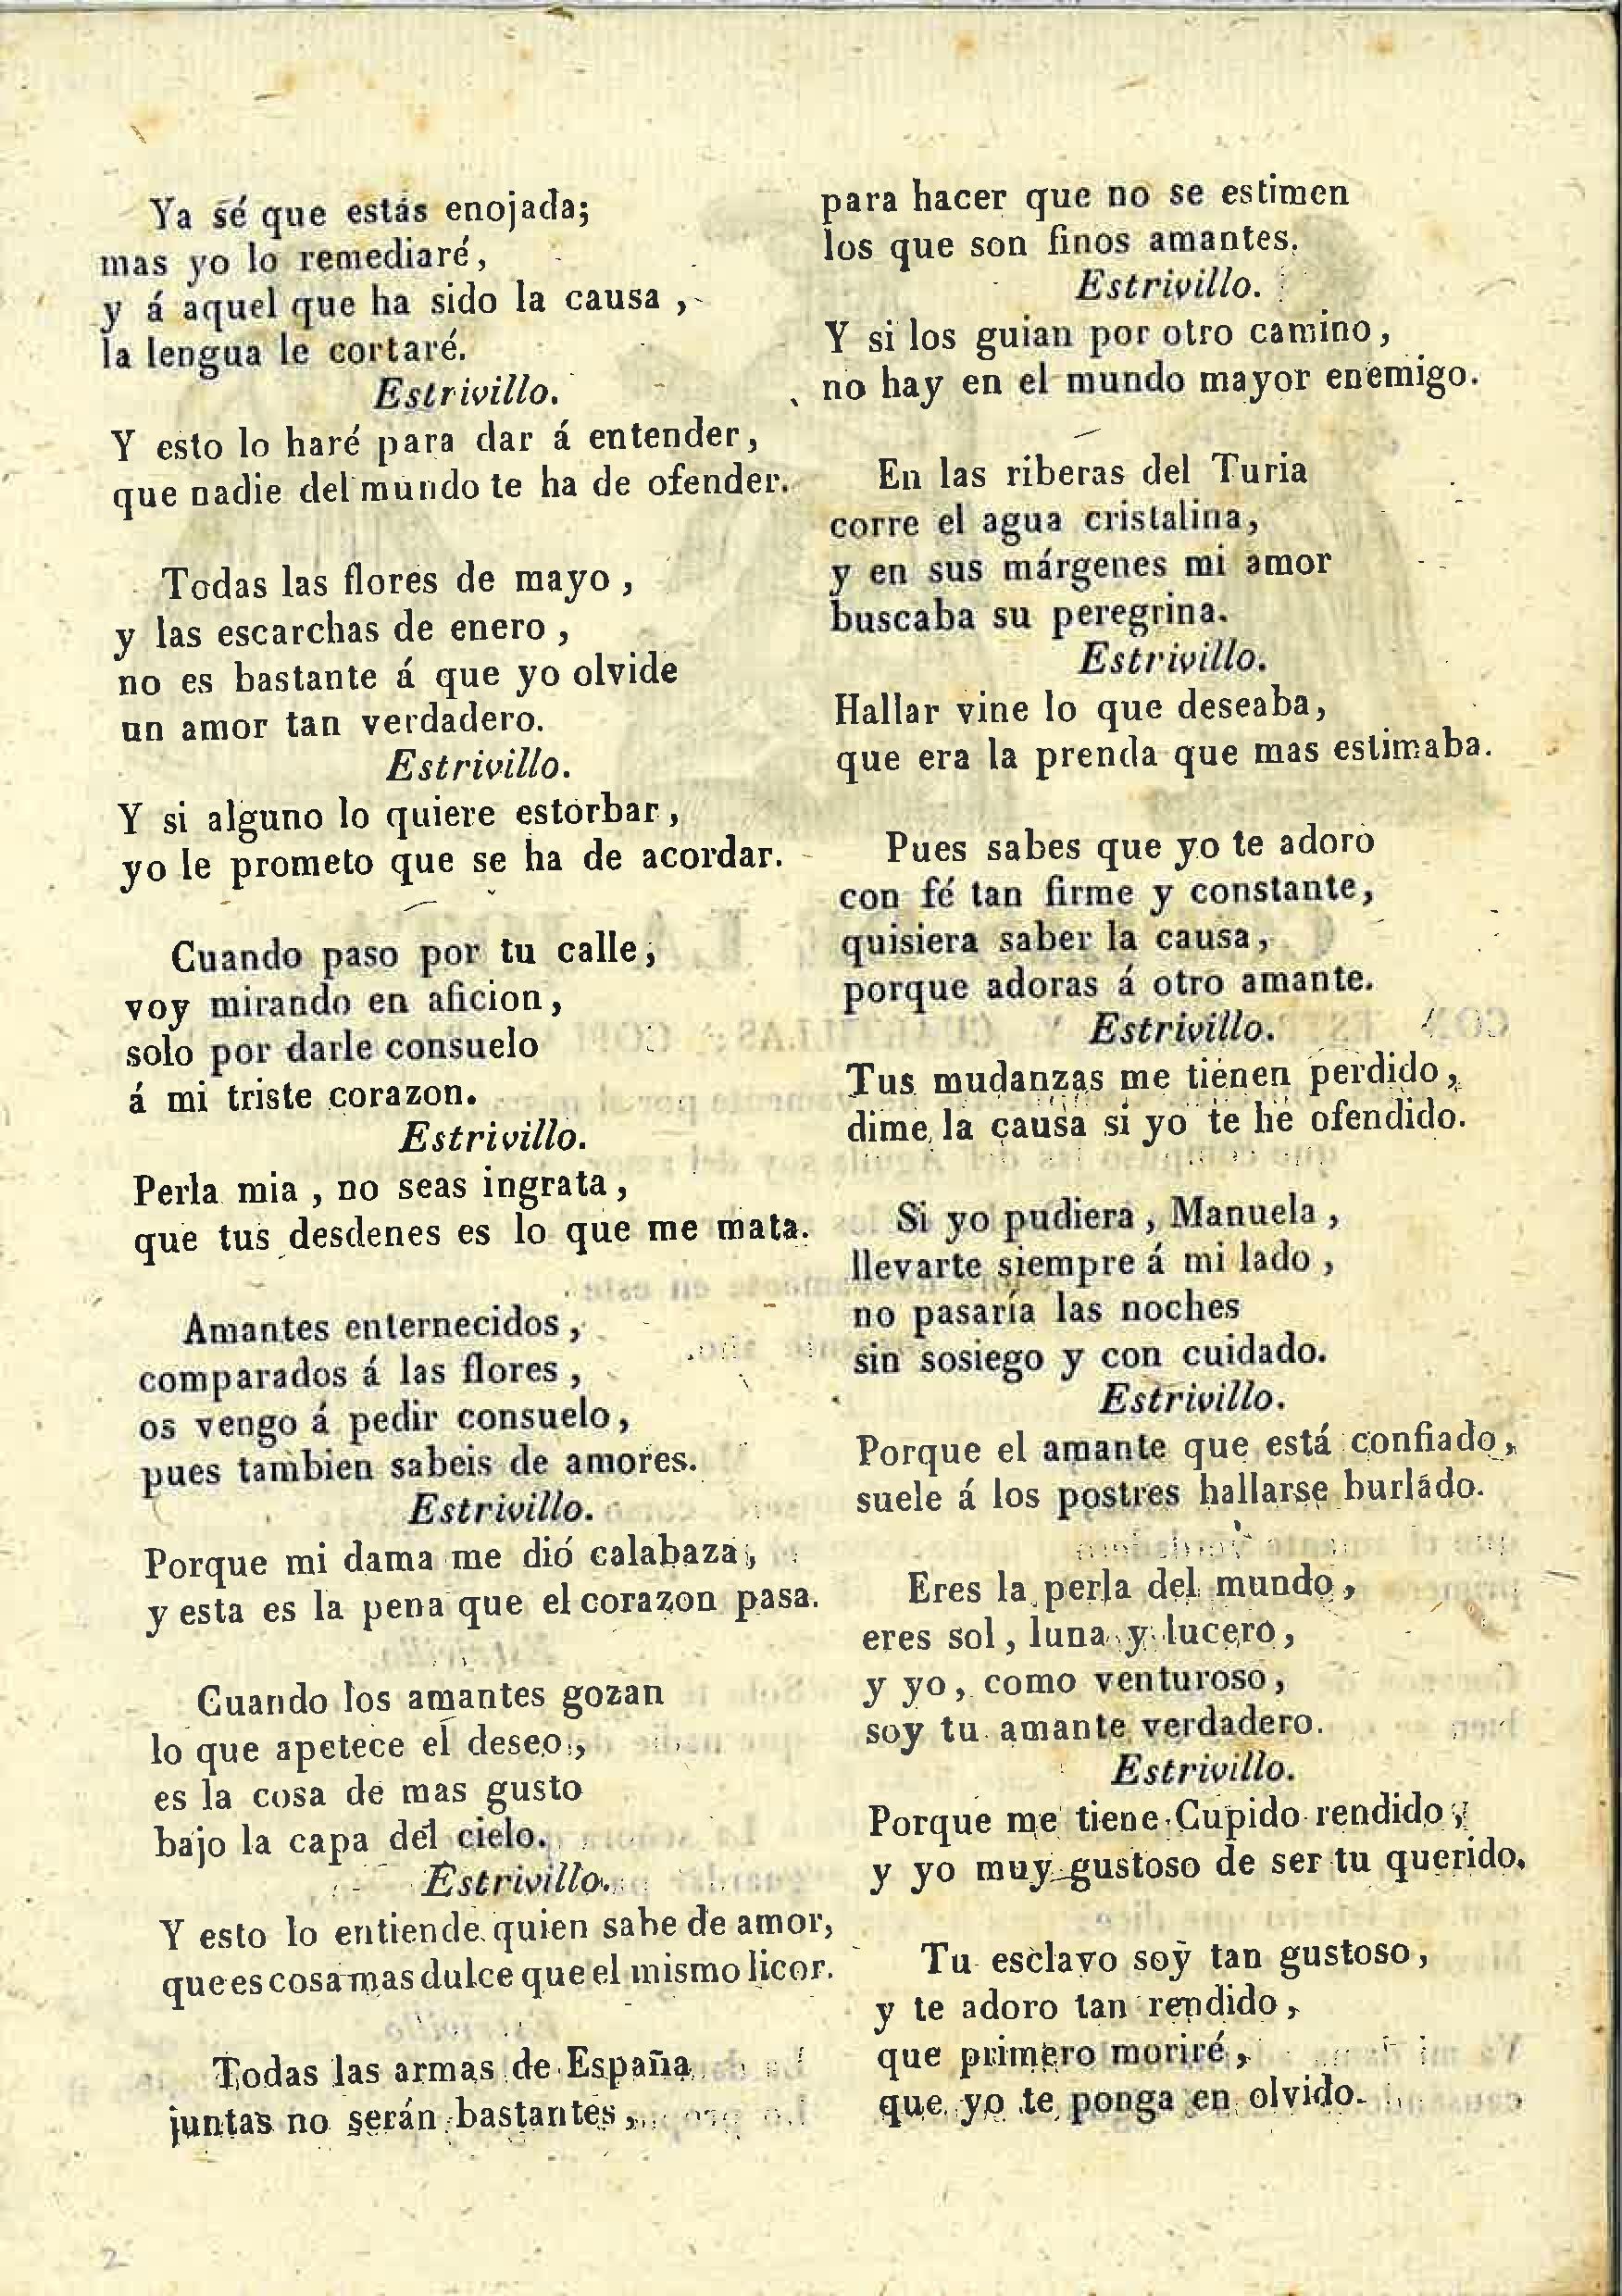 Ya sé que estás enojada;
mas yo lo remediaré,
y á aquel que ha sido la causa,
la lengua le cortaré.
Estrivillo.
Y esto lo haré para dar á entender,
que nadie del mundo te ha de ofender.
Todas las flores de mayo,
y las escarchas de enero,
no es bastante á que yo olvide
un amor tan verdadero.
Estrivillo.
Y si alguno lo quiere estorbar,
yo le prometo que se ha de acordar.
Cuando paso por tu calle,
voy mirando en aficion,
solo por darle consuelo
á mi triste corazon.
Estrivillo.
Perla mia, no seas ingrata,
que tus desdenes es lo que me mata.
Amantes enternecidos,
comparados á las flores,
os vengo á pedir consuelo,
pues tambien sabeis de amores.
Estrivillo.
Porque mi dama me dió calabaza,
y esta es la pena que el corazon pasa.
Cuando los amantes gozan
lo que apetece el deseo,
es la cosa de mas gusto
bajo la capa del cielo.
Estrivillo.
Y esto lo entiende quien sabe de amor,
que es cosa mas dulce que el mismo licor.
Todas las armas de España
juntas no serán bastantes,
para hacer que no se estimen
los que son finos amantes.
Estrivillo.
Y si los guian por otro camino,
no hay en el mundo mayor enemigo.
En las riberas del Turia
corre el agua cristalina,
y en sus márgenes mi amor
buscaba su peregrina.
Estrivillo.
Hallar vine lo que deseaba,
que era la prenda que mas estimaba.
Pues sabes que yo te adoro
con fé tan firme y constante,
quisiera saber la causa,
porque adoras á otro amante.
Estrivillo.
Tus mudanzas me tienen perdido,
dime la causa si yo te he ofendido.
Si yo pudiera, Manuela,
llevarte siempre á mi lado,
no pasaría las noches
sin sosiego y con cuidado.
Estrivillo.
Porque el amante que está confiado,
suele á los postres hallarse burlado.
Eres la perla del mundo,
eres sol, luna y lucero,
y yo, como venturoso,
soy tu amante verdadero.
Estrivillo.
Porque me tiene Cupido rendido,
y yo muy gustoso de ser tu querido.
Tu esclavo soy tan gustoso,
y te adoro tan rendido,
que primero moriré,
que yo te ponga en olvido.
2